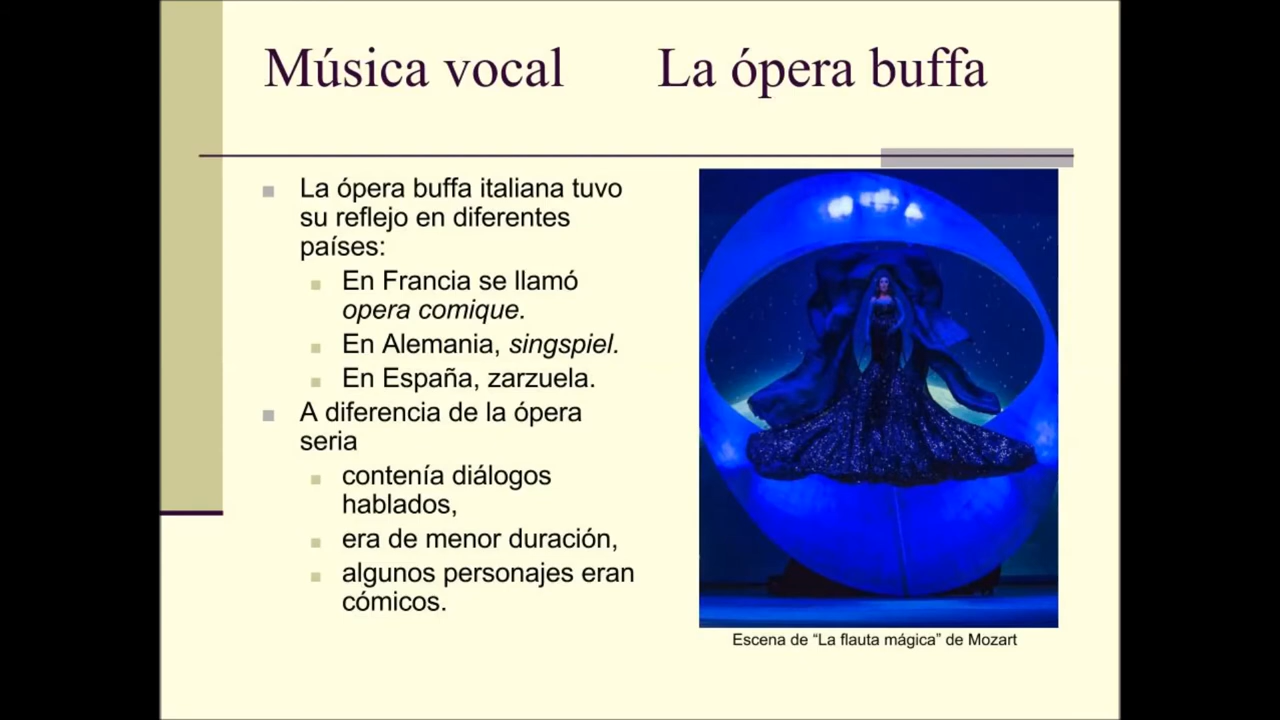 Música vocal La ópera buffa
La ópera buffa italiana tuvo
su reflejo en diferentes
países:
En Francia se llamó
opera comique.
En Alemania, singspiel.
En España, zarzuela.
A diferencia de la ópera
seria
contenía diálogos
hablados,
era de menor duración,
algunos personajes eran
cómicos.
Escena de “La flauta mágica” de Mozart